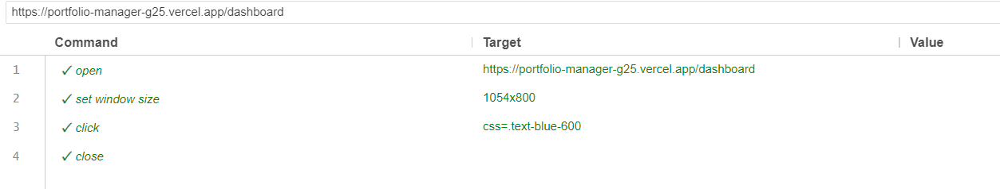 https://portfolio-manager-g25.vercel.app/dashboard
Command Target Value
1 ✓ open https://portfolio-manager-g25.vercel.app/dashboard
2 ✓ set window size 1054x800
3 ✓ click css=.text-blue-600
4 ✓ close